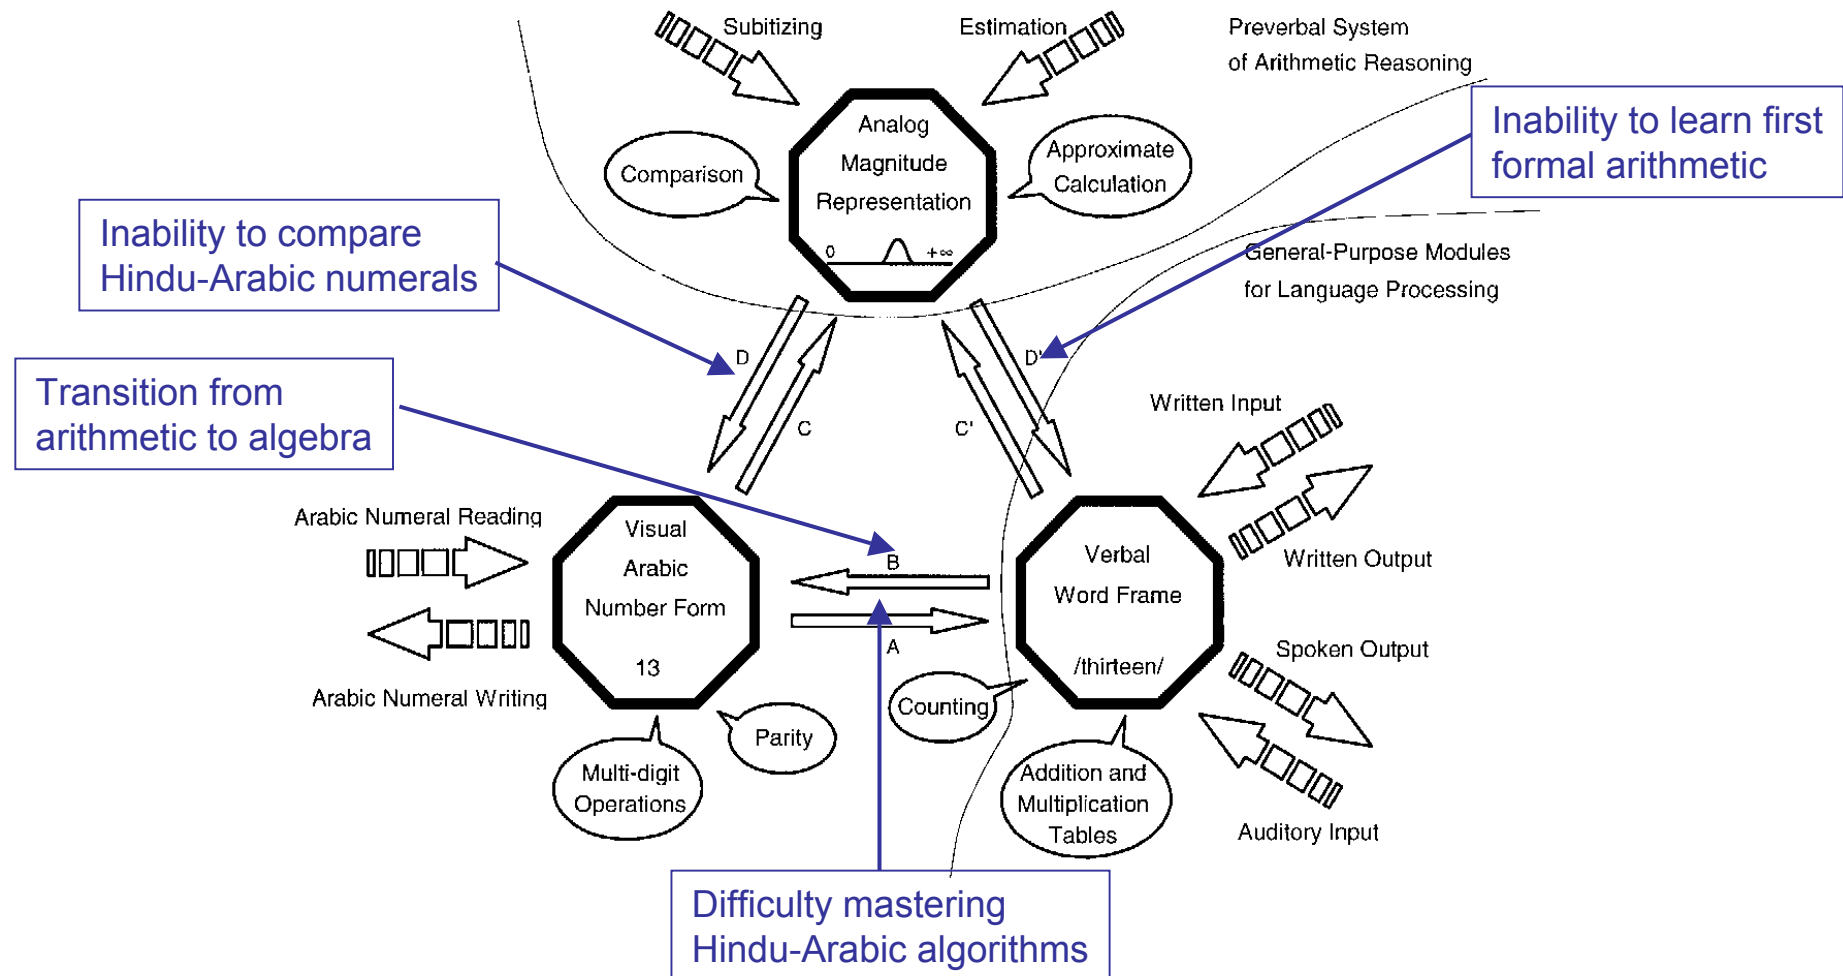 Subitizing
Estimation
Preverbal System
of Arithmetic Reasoning
Inability to learn first
formal arithmetic
Analog
Magnitude
Representation
0
+∞
Comparison
Approximate
Calculation
Inability to compare
Hindu-Arabic numerals
General-Purpose Modules
for Language Processing
Transition from
arithmetic to algebra
D
C
D'
C'
Written Input
Written Output
Arabic Numeral Reading
Arabic Numeral Writing
Visual
Arabic
Number Form
13
B
A
Verbal
Word Frame
/thirteen/
Spoken Output
Auditory Input
Counting
Parity
Multi-digit
Operations
Addition and
Multiplication
Tables
Difficulty mastering
Hindu-Arabic algorithms